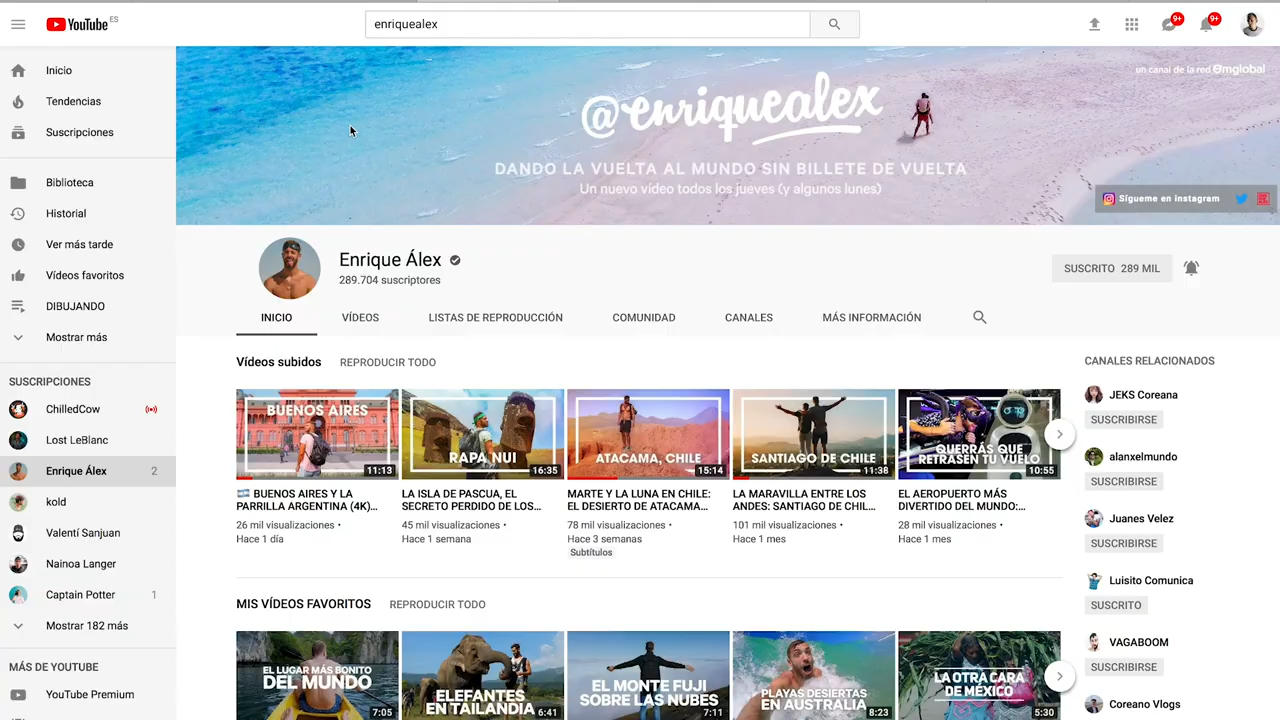 YouTube ES
enriquealex
9+
9+
Inicio
Tendencias
Suscripciones
Biblioteca
Historial
Ver más tarde
Vídeos favoritos
DIBUJANDO
Mostrar más
SUSCRIPCIONES
ChilledCow
Lost LeBlanc
Enrique Álex 2
kold
Valentí Sanjuan
Nainoa Langer
Captain Potter 1
Mostrar 182 más
MÁS DE YOUTUBE
YouTube Premium
un canal de la red mglobal
@enriquealex
DANDO LA VUELTA AL MUNDO SIN BILLETE DE VUELTA
Un nuevo vídeo todos los jueves (y algunos lunes)
Sígueme en instagram
Enrique Álex
289.704 suscriptores
SUSCRITO 289 MIL
INICIO VÍDEOS LISTAS DE REPRODUCCIÓN COMUNIDAD CANALES MÁS INFORMACIÓN
Vídeos subidos REPRODUCIR TODO
BUENOS AIRES
11:13
BUENOS AIRES Y LA
PARRILLA ARGENTINA (4K)...
26 mil visualizaciones •
Hace 1 día
RAPA NUI
16:35
LA ISLA DE PASCUA, EL
SECRETO PERDIDO DE LOS...
45 mil visualizaciones •
Hace 1 semana
ATACAMA, CHILE
15:14
MARTE Y LA LUNA EN CHILE:
EL DESIERTO DE ATACAMA...
78 mil visualizaciones •
Hace 3 semanas
Subtítulos
SANTIAGO DE CHILE
11:38
LA MARAVILLA ENTRE LOS
ANDES: SANTIAGO DE CHIL...
101 mil visualizaciones •
Hace 1 mes
QUERRÁS QUE
RETRASEN TU VUELO
10:55
EL AEROPUERTO MÁS
DIVERTIDO DEL MUNDO:...
28 mil visualizaciones •
Hace 1 mes
MIS VÍDEOS FAVORITOS REPRODUCIR TODO
EL LUGAR MÁS BONITO
DEL MUNDO
7:05
ELEFANTES
EN TAILANDIA
6:41
EL MONTE FUJI
SOBRE LAS NUBES
7:11
PLAYAS DESIERTAS
EN AUSTRALIA
8:23
LA OTRA CARA
DE MÉXICO
5:30
CANALES RELACIONADOS
JEKS Coreana
SUSCRIBIRSE
alanxelmundo
SUSCRIBIRSE
Juanes Velez
SUSCRIBIRSE
Luisito Comunica
SUSCRITO
VAGABOOM
SUSCRIBIRSE
Coreano Vlogs